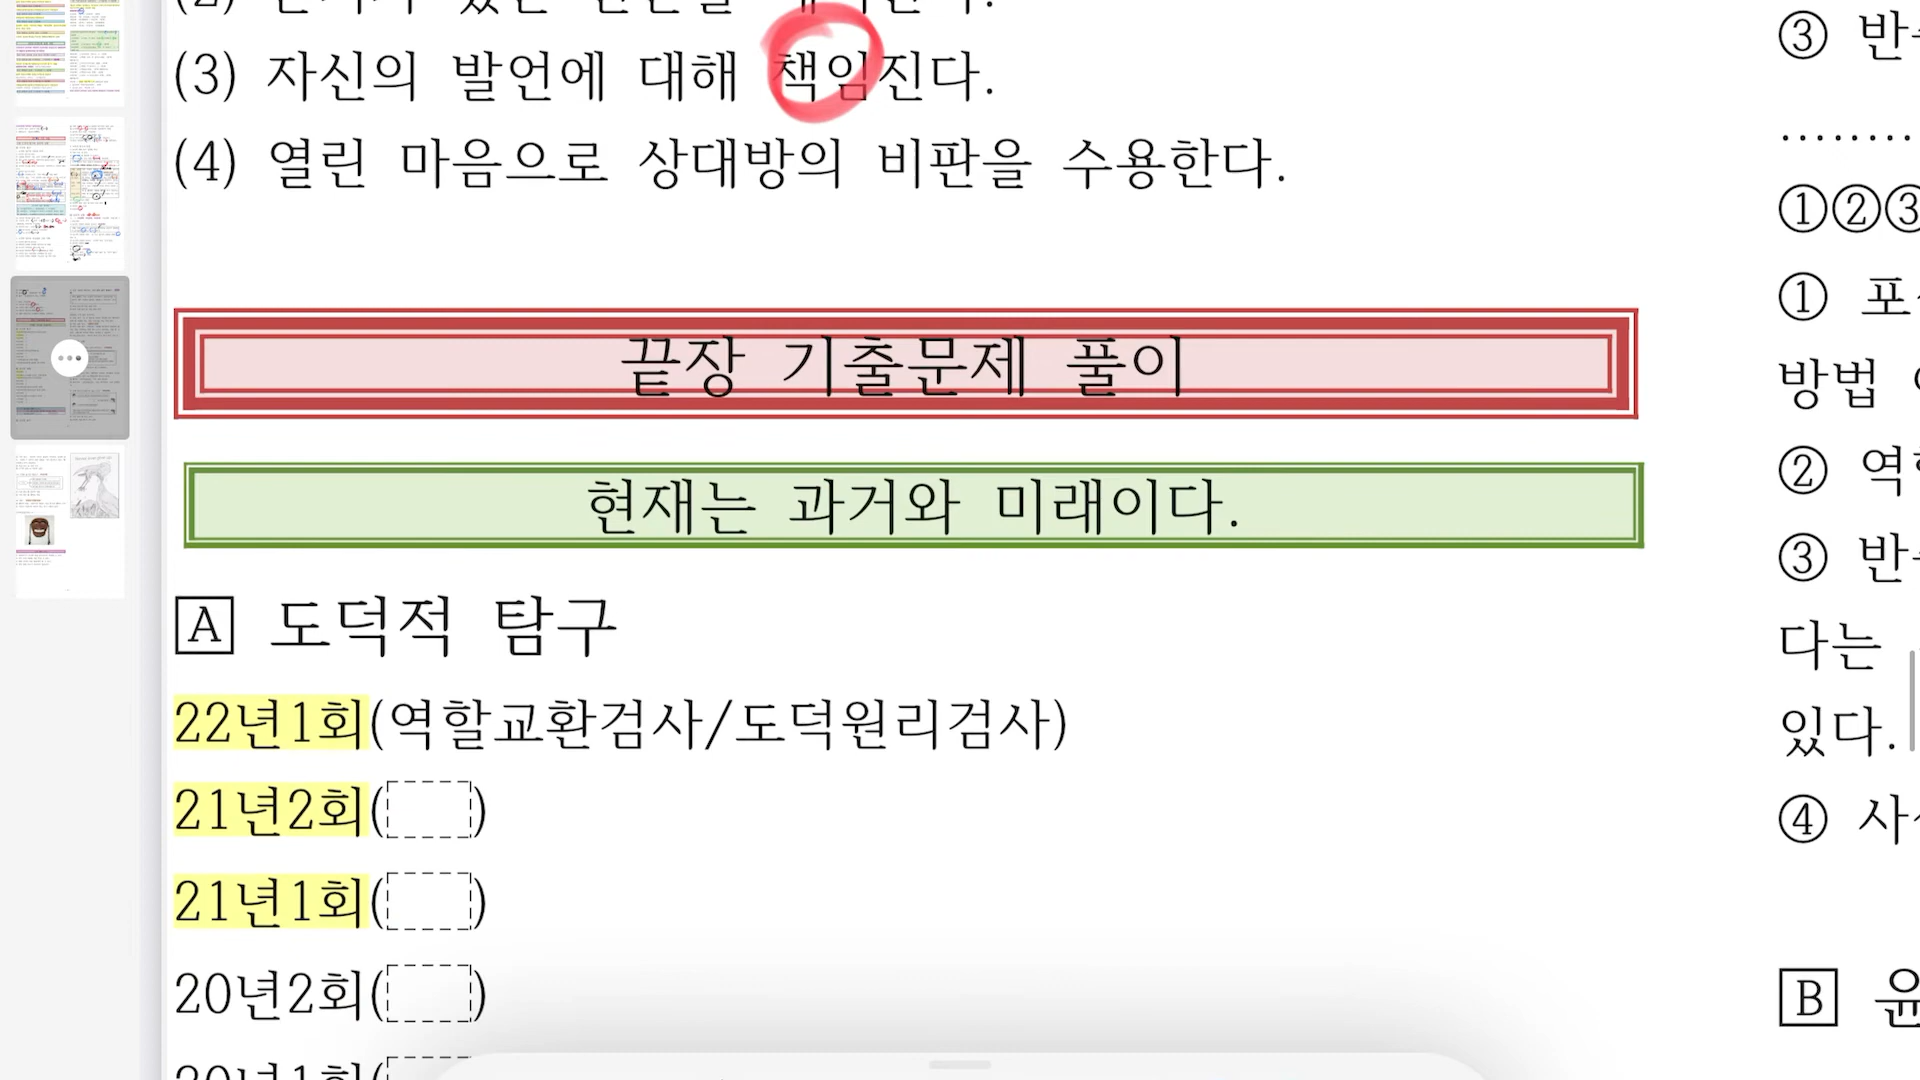 (3) 자신의 발언에 대해 책임진다.
(4) 열린 마음으로 상대방의 비판을 수용한다.
끝장 기출문제 풀이
현재는 과거와 미래이다.
A 도덕적 탐구
22년1회(역할교환검사/도덕원리검사)
21년2회( )
21년1회( )
20년2회( )
20년1회(
③ 반
........
①②③
① 포
방법
② 역
③ 반
다는
있다.
④ 사
B 윤